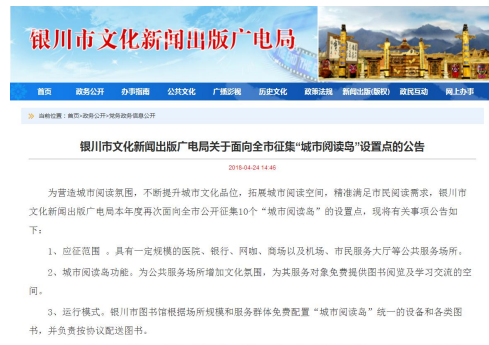 银川市文化新闻出版广电局
首页 政务公开 办事指南 公共文化 广播影视 历史文化 政策法规 新闻出版(版权) 政民互动 网上办事
当前位置：首页>政务公开>党务政务信息公开
银川市文化新闻出版广电局关于面向全市征集“城市阅读岛”设置点的公告
2018-04-24 14:46
为营造城市阅读氛围，不断提升城市文化品位，拓展城市阅读空间，精准满足市民阅读需求，银川市
文化新闻出版广电局本年度再次面向全市公开征集10个“城市阅读岛”的设置点，现将有关事项公告如
下：
1、应征范围 。具有一定规模的医院、银行、网咖、商场以及机场、市民服务大厅等公共服务场所。
2、城市阅读岛功能。为公共服务场所增加文化氛围，为其服务对象免费提供图书阅览及学习交流的空
间。
3、运行模式。银川市图书馆根据场所规模和服务群体免费配置“城市阅读岛”统一的设备和各类图
书，并负责按协议配送图书。